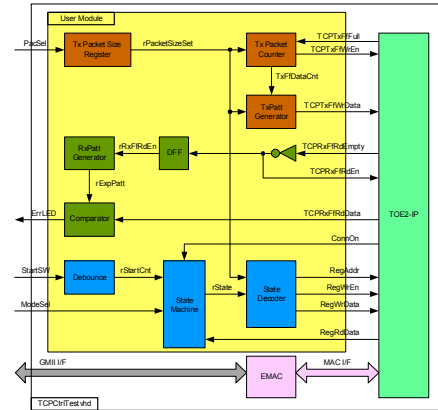 User Module
PacSel
Tx Packet Size
Register
rPacketSizeSet
Tx Packet
Counter
TCPTxFfFull
TCPTxFfWrEn
TxFfDataCnt
TxPatt
Generator
TCPTxFfWrData
RxPatt
Generator
rRxFfRdEn
DFF
TCPRxFfRdEmpty
TCPRxFfRdEn
rExpPatt
TOE2-IP
ErrLED
Comparator
TCPRxFfRdData
ConnOn
StartSW
Debounce
rStartCnt
State
Machine
rState
State
Decoder
RegAddr
RegWrEn
RegWrData
ModeSel
RegRdData
GMII I/F
EMAC
MAC I/F
TCPCtrlTest.vhd